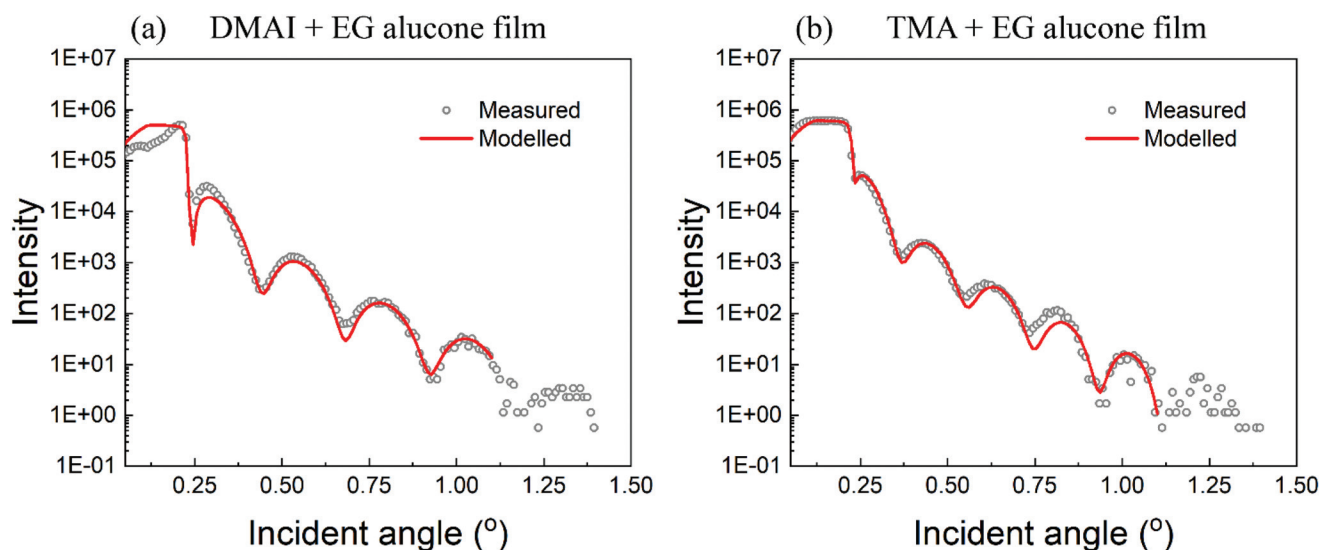 (a) DMAI + EG alucone film
1E+07
1E+06
1E+05
1E+04
1E+03
1E+02
1E+01
1E+00
1E-01
Intensity
Measured
Modelled
0.25 0.50 0.75 1.00 1.25 1.50
Incident angle (º)
(b) TMA + EG alucone film
1E+07
1E+06
1E+05
1E+04
1E+03
1E+02
1E+01
1E+00
1E-01
Intensity
Measured
Modelled
0.25 0.50 0.75 1.00 1.25 1.50
Incident angle (º)